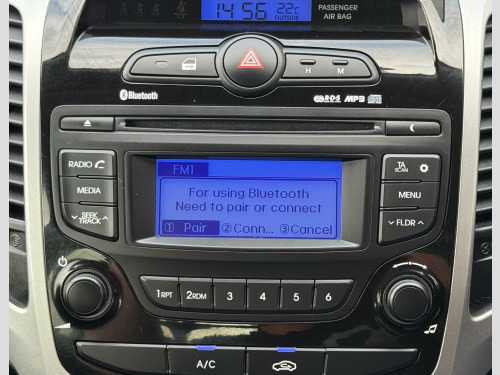 14:56 22c OUTSIDE
PASSENGER
AIR BAG
H M
Bluetooth
R.D.S MP3
RADIO
MEDIA
SEEK
TRACK
FM1
For using Bluetooth
Need to pair or connect
① Pair ② Conn... ③ Cancel
TA
SCAN
MENU
FLDR
1 RPT 2 RDM 3 4 5 6
A/C